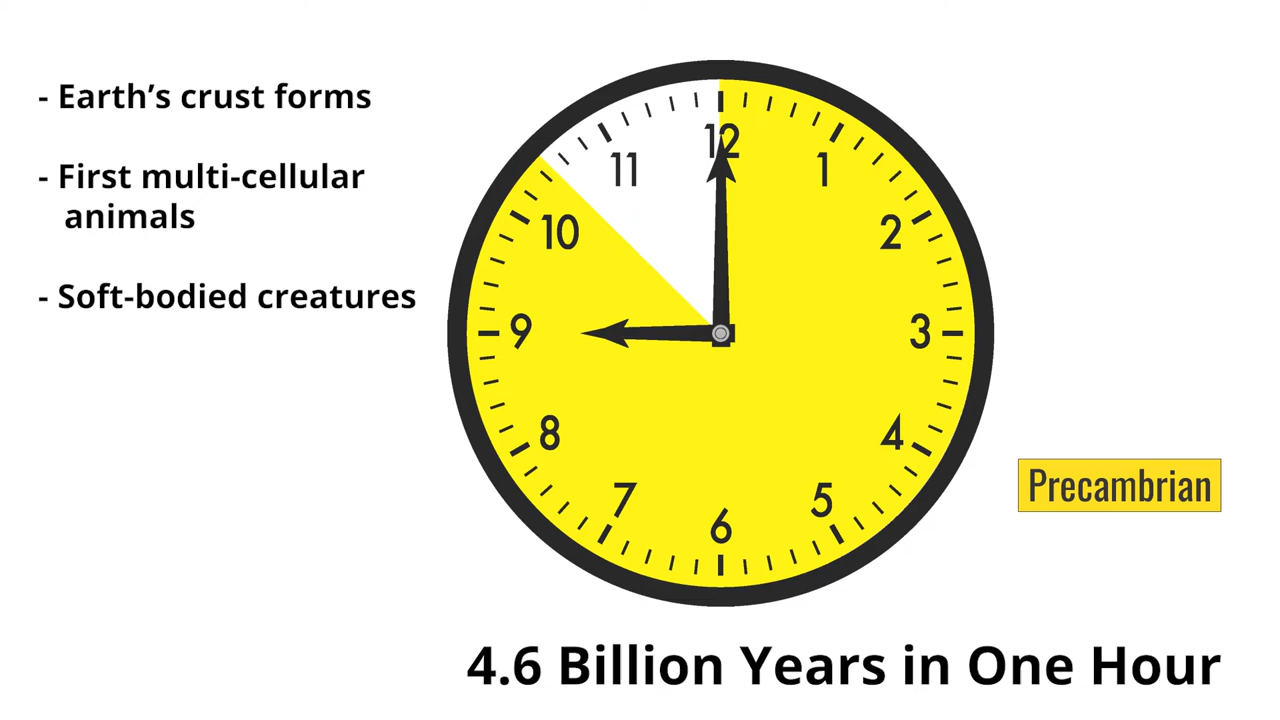 - Earth's crust forms
- First multi-cellular
animals
- Soft-bodied creatures
12
1
2
3
4
5
6
7
8
9
10
11
Precambrian
4.6 Billion Years in One Hour